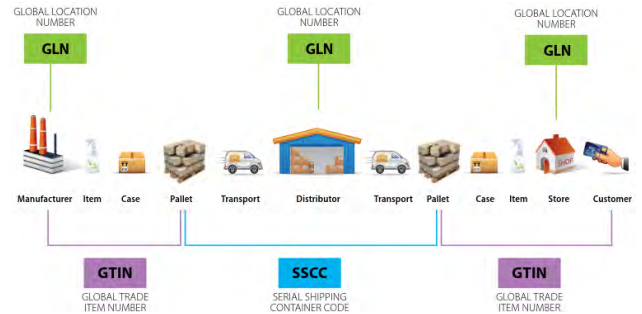 GLOBAL LOCATION
NUMBER
GLN
GLOBAL LOCATION
NUMBER
GLN
GLOBAL LOCATION
NUMBER
GLN
SHOP
Manufacturer Item Case Pallet Transport Distributor Transport Pallet Case Item Store Customer
GTIN
GLOBAL TRADE
ITEM NUMBER
SSCC
SERIAL SHIPPING
CONTAINER CODE
GTIN
GLOBAL TRADE
ITEM NUMBER